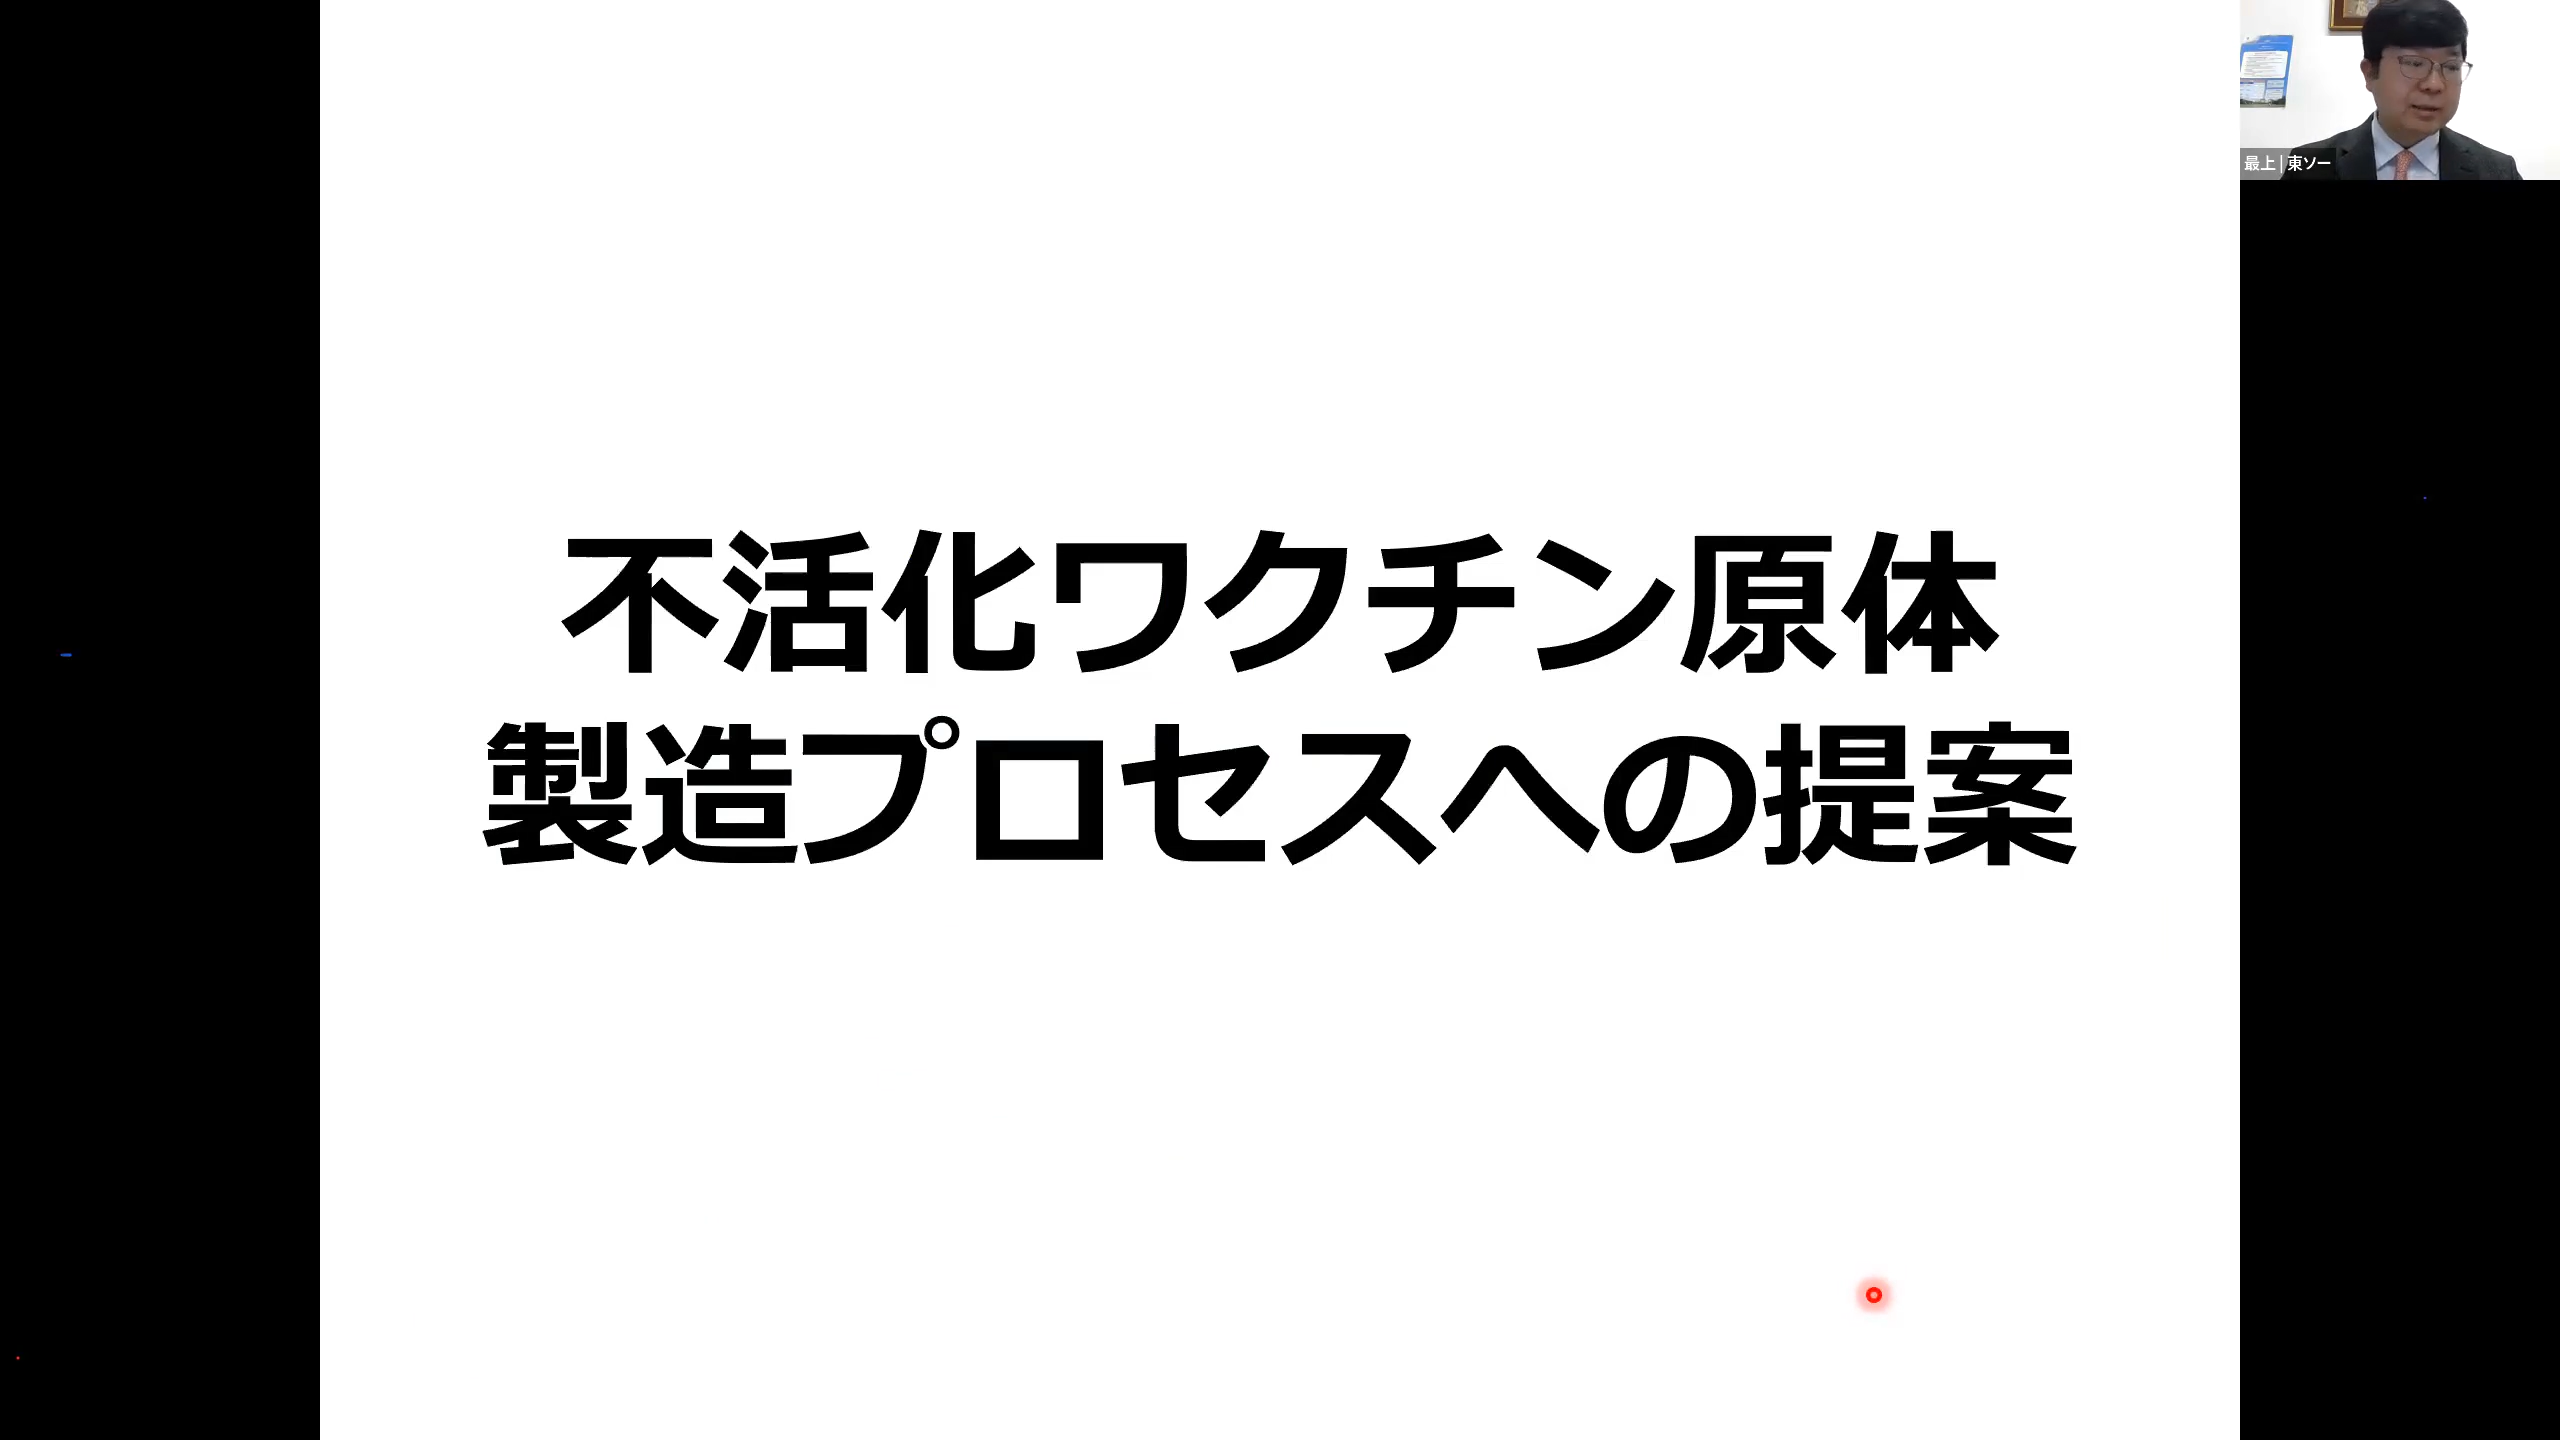 不活化ワクチン原体
製造プロセスへの提案
最上|東ソー